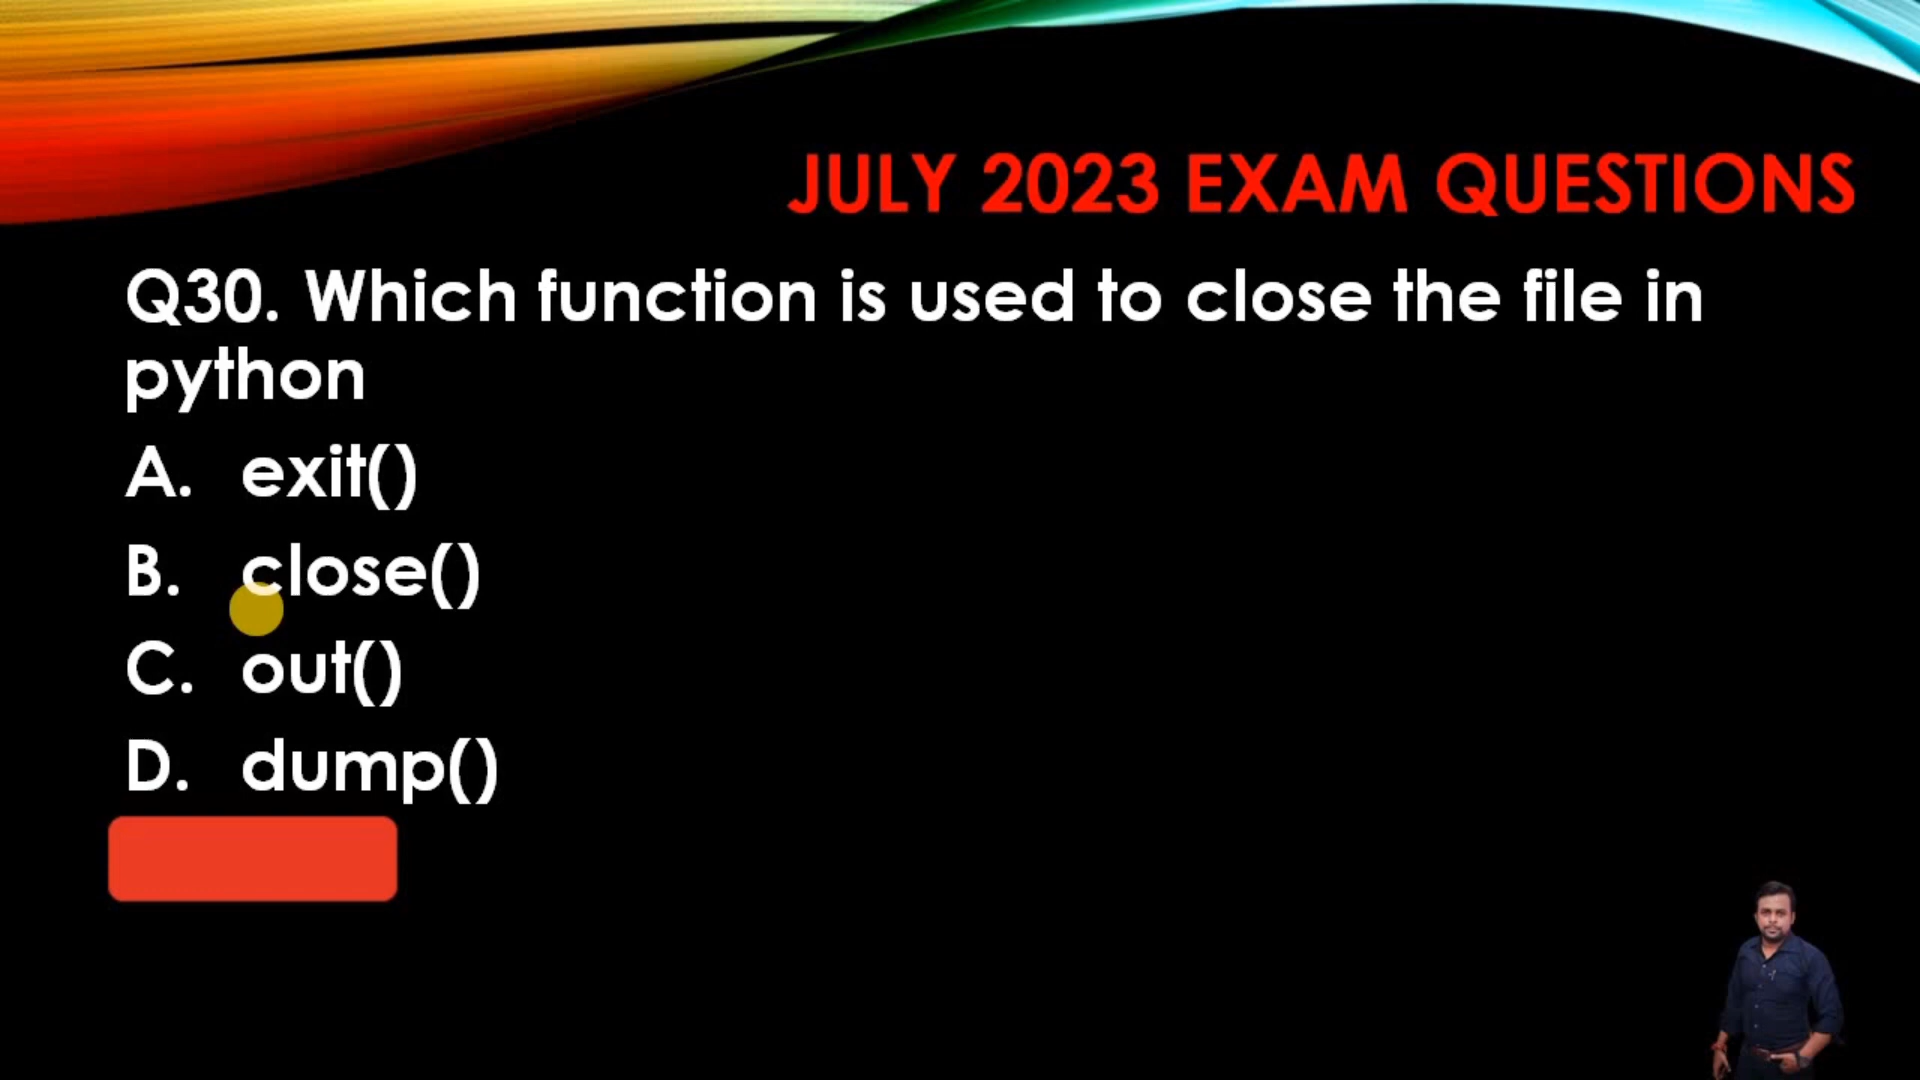 JULY 2023 EXAM QUESTIONS
Q30. Which function is used to close the file in
python
A. exit()
B. close()
C. out()
D. dump()